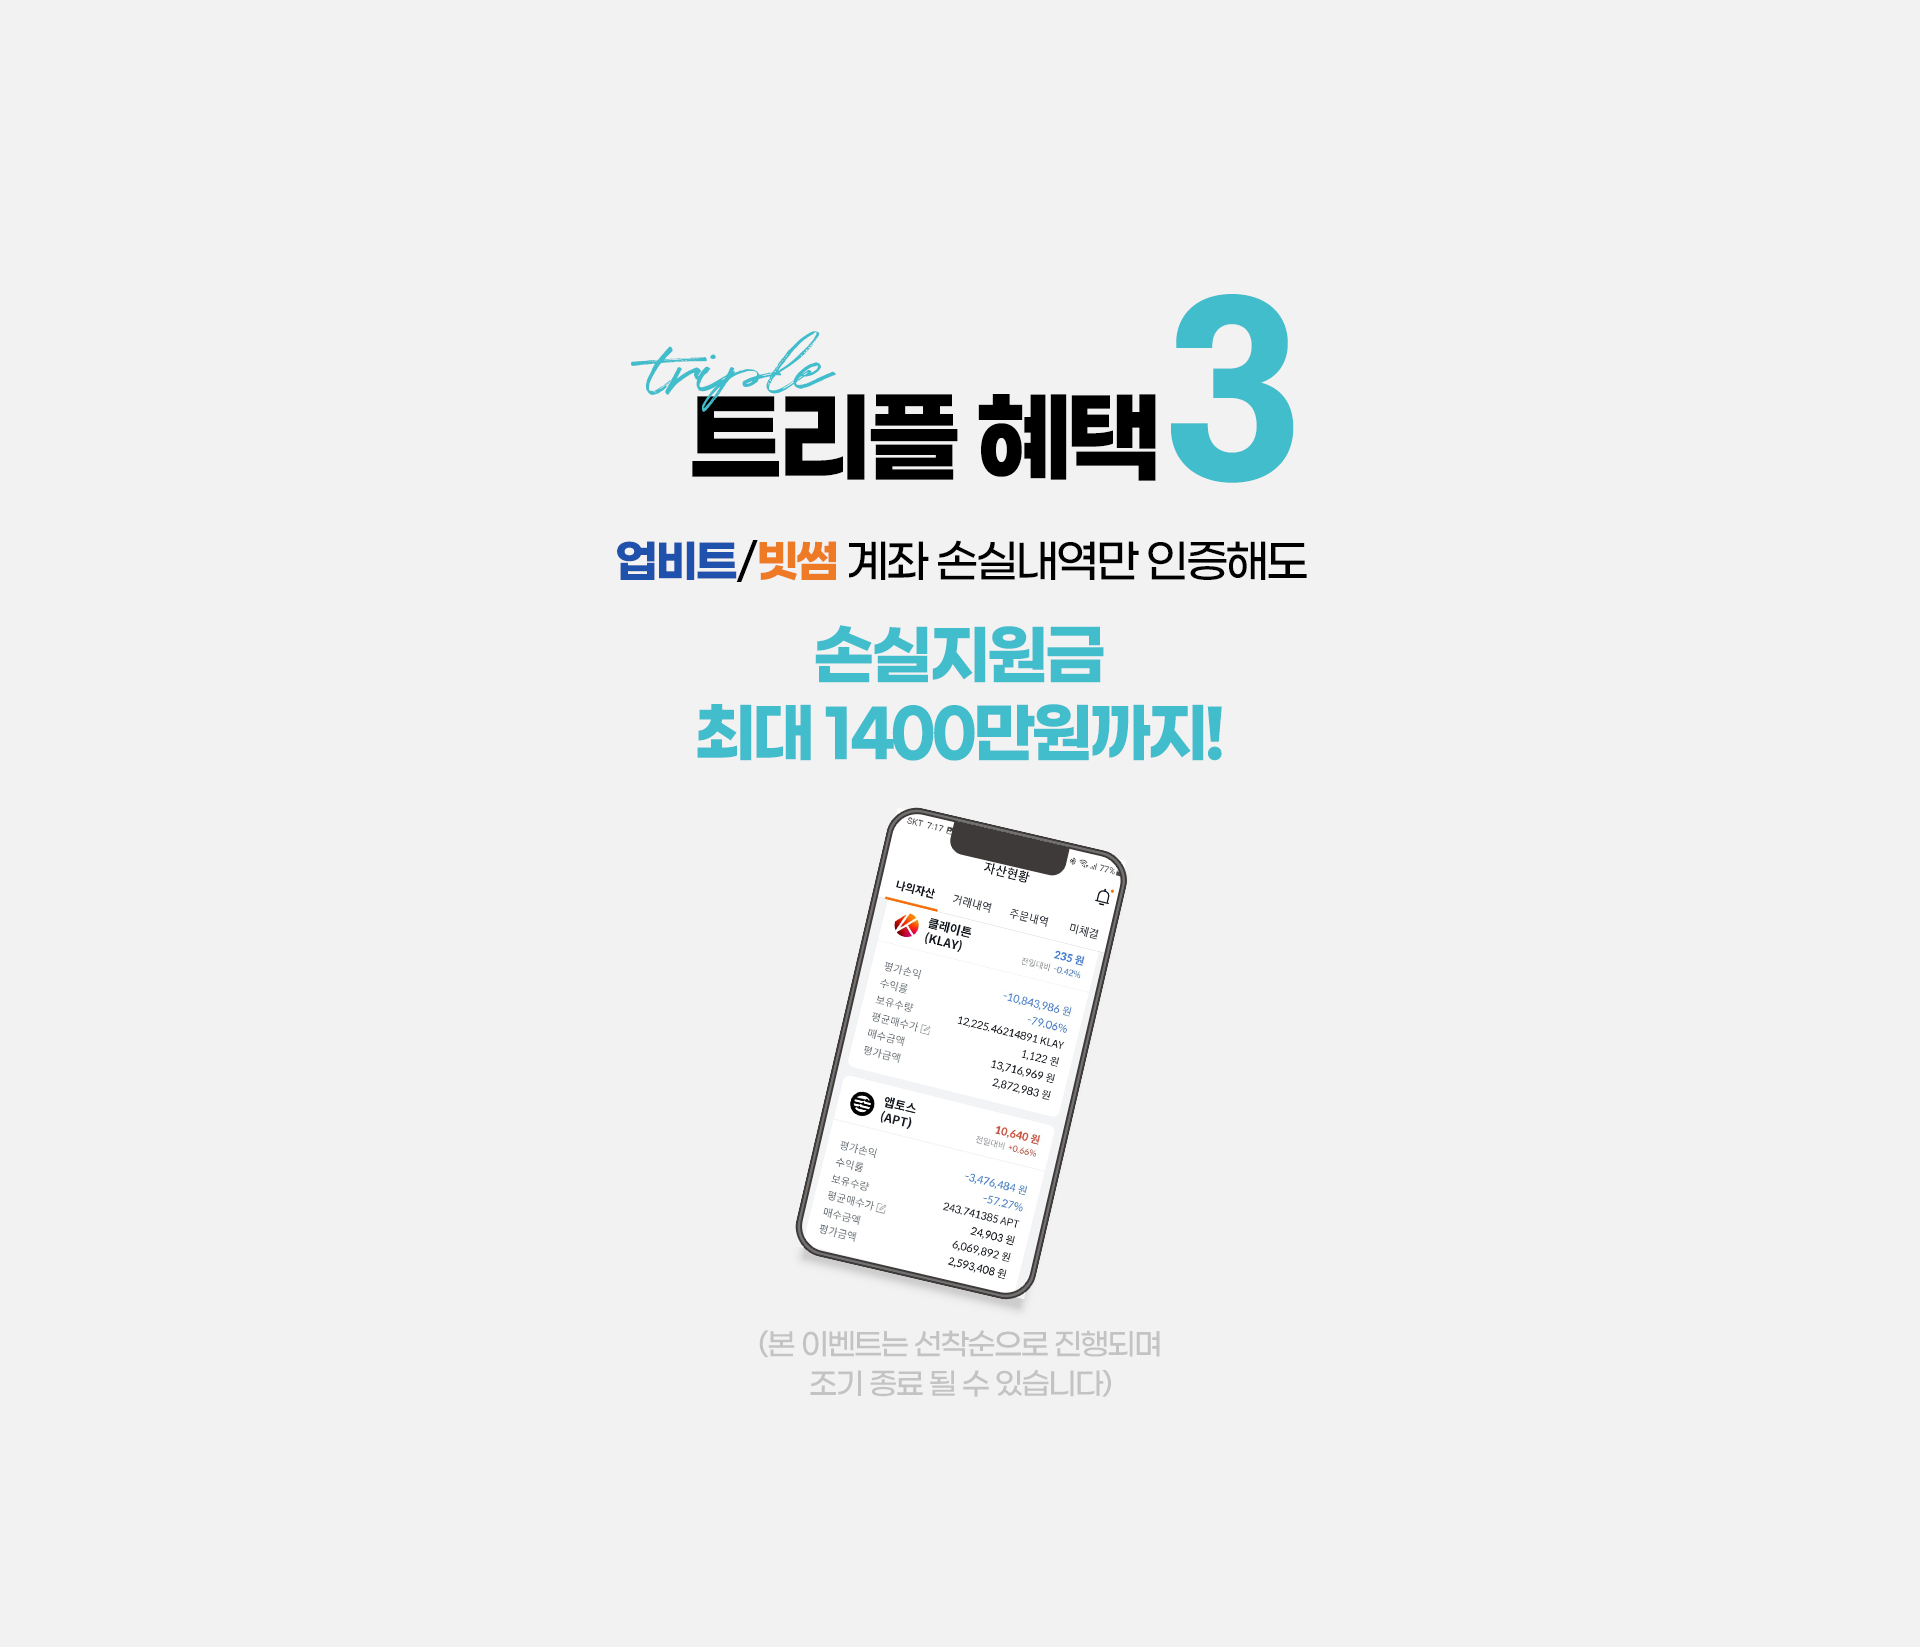 triple
트리플 혜택 3
업비트/빗썸 계좌 손실내역만 인증해도
손실지원금
최대 1400만원까지!
SKT 7:17
77%
자산현황
나의자산 거래내역 주문내역 미체결
클레이튼
(KLAY)
235 원
전일대비 -0.42%
평가손익 -10,843,986 원
수익률 -79.06%
보유수량 12,225.46214891 KLAY
평균매수가 1,122 원
매수금액 13,716,969 원
평가금액 2,872,983 원
앱토스
(APT)
10,640 원
전일대비 +0.66%
평가손익 -3,476,484 원
수익률 -57.27%
보유수량 243.741385 APT
평균매수가 24,903 원
매수금액 6,069,892 원
평가금액 2,593,408 원
(본 이벤트는 선착순으로 진행되며
조기 종료 될 수 있습니다)